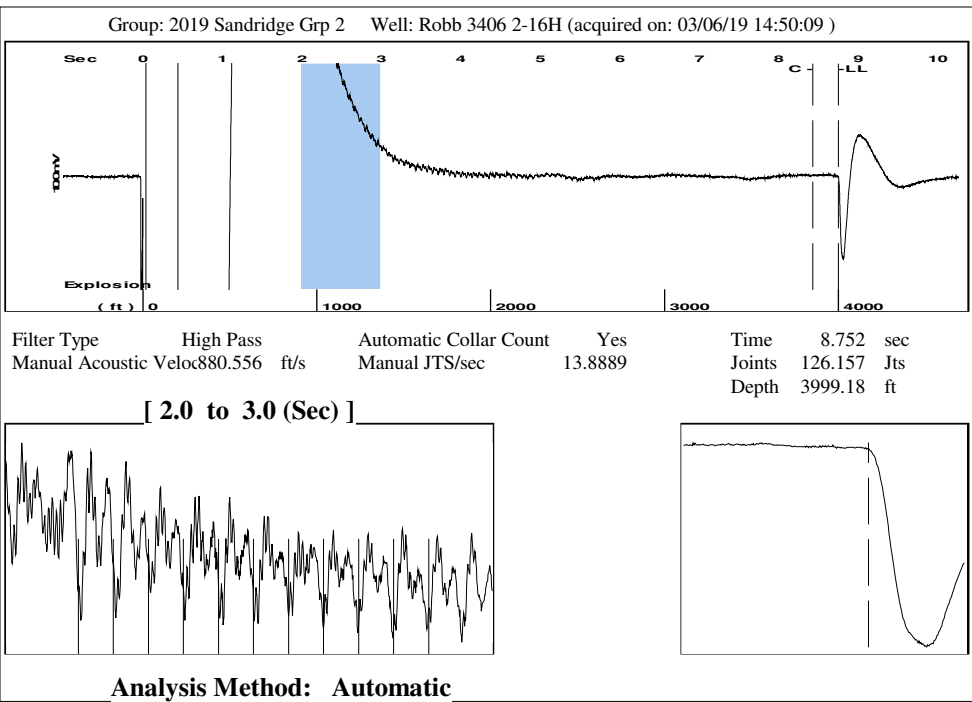 Group: 2019 Sandridge Grp 2 Well: Robb 3406 2-16H (acquired on: 03/06/19 14:50:09 )
Sec 0 1 2 3 4 5 6 7 8 9 10
C LL
100mV
Explosion
( ft ) 0 1000 2000 3000 4000
Filter Type High Pass Automatic Collar Count Yes Time 8.752 sec
Manual Acoustic Veloc880.556 ft/s Manual JTS/sec 13.8889 Joints 126.157 Jts
Depth 3999.18 ft
[ 2.0 to 3.0 (Sec) ]
Analysis Method: Automatic